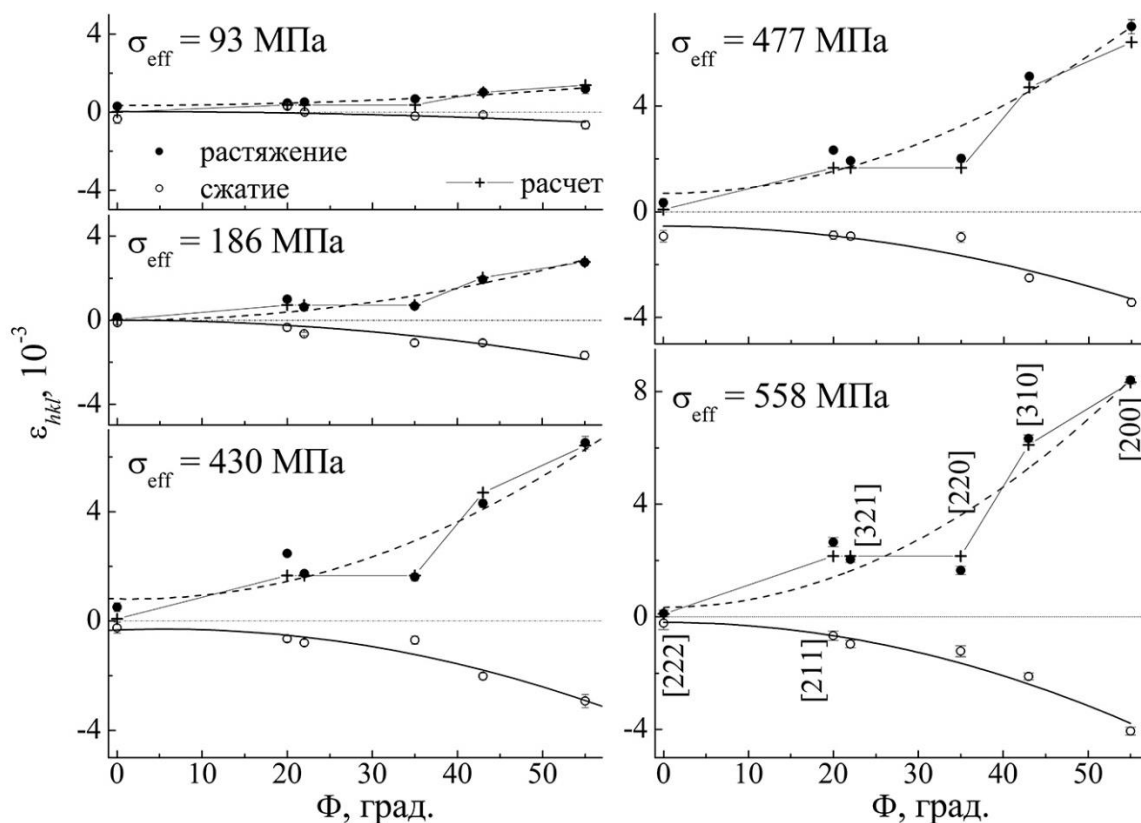 σeff = 93 МПа
4
0
-4
растяжение
сжатие
расчет
σeff = 186 МПа
4
0
-4
σeff = 430 МПа
4
0
-4
0 10 20 30 40 50
Φ, град.
εhkl, 10-3
σeff = 477 МПа
4
0
-4
σeff = 558 МПа
8
4
0
-4
[222]
[211]
[321]
[220]
[310]
[200]
0 10 20 30 40 50
Φ, град.